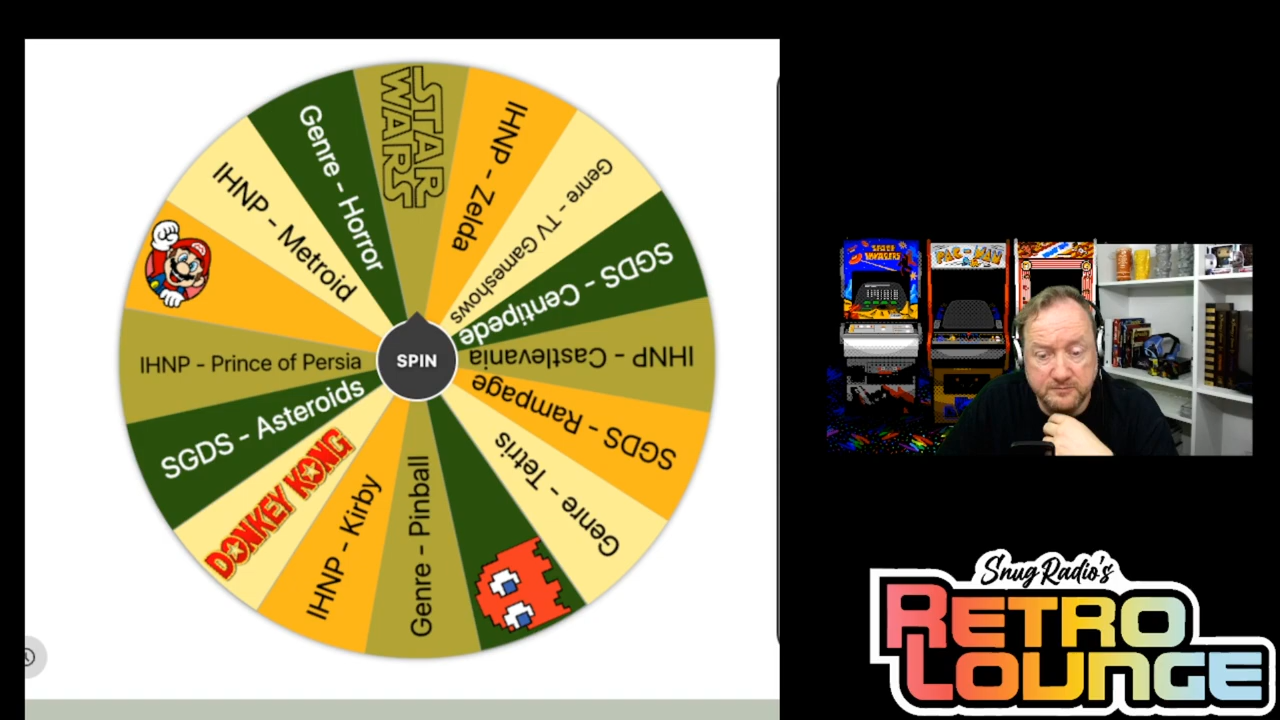 STAR
WARS
IHNP - Zelda
Genre - TV Gameshows
SGDS - Centipede
IHNP - Castlevania
SGDS - Rampage
Genre - Tetris
Genre - Pinball
IHNP - Kirby
DONKEY KONG
SGDS - Asteroids
IHNP - Prince of Persia
IHNP - Metroid
Genre - Horror
SPIN
SPACE
INVADERS
PAC-MAN
Snug Radio's
RETRO
LOUNGE